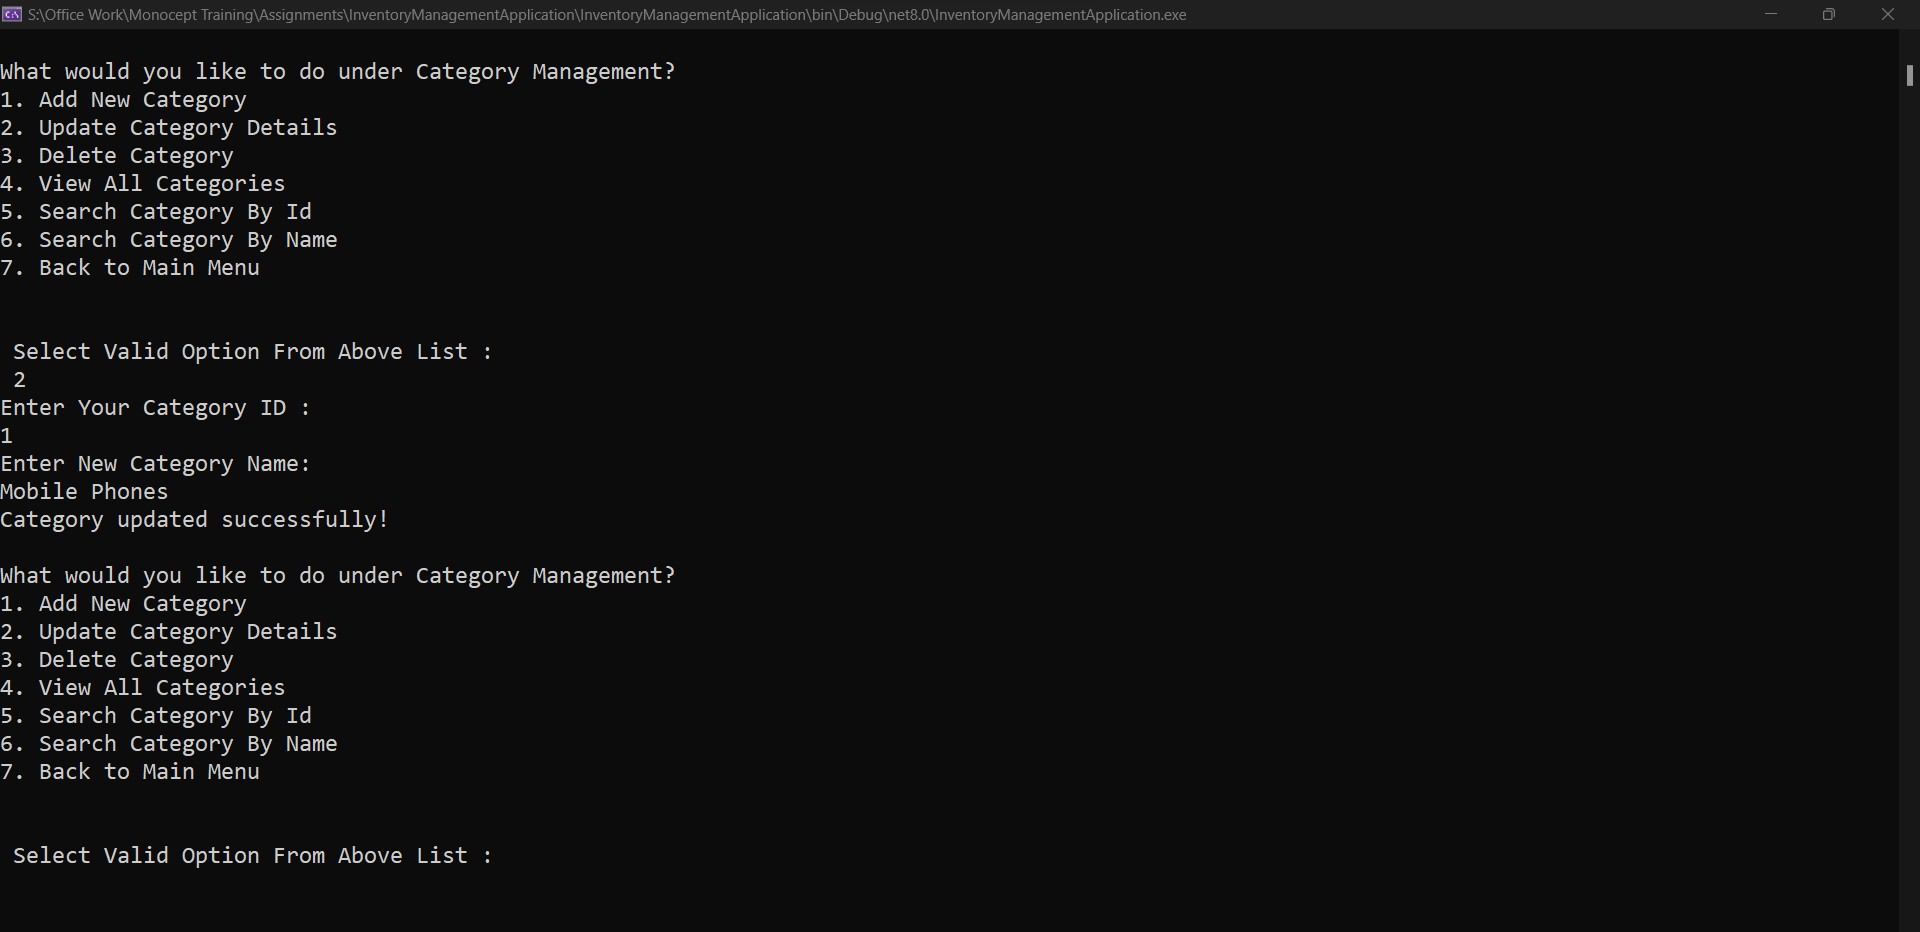 S:\Office Work\Monocept Training\Assignments\InventoryManagementApplication\InventoryManagementApplication\bin\Debug\net8.0\InventoryManagementApplication.exe
What would you like to do under Category Management?
1. Add New Category
2. Update Category Details
3. Delete Category
4. View All Categories
5. Search Category By Id
6. Search Category By Name
7. Back to Main Menu
Select Valid Option From Above List :
2
Enter Your Category ID :
1
Enter New Category Name:
Mobile Phones
Category updated successfully!
What would you like to do under Category Management?
1. Add New Category
2. Update Category Details
3. Delete Category
4. View All Categories
5. Search Category By Id
6. Search Category By Name
7. Back to Main Menu
Select Valid Option From Above List :